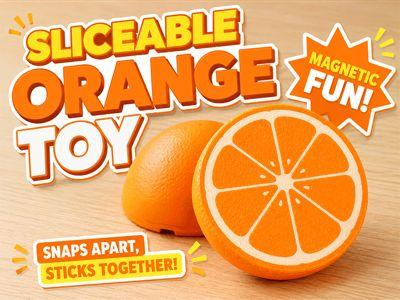 SLICEABLE
ORANGE
TOY
MAGNETIC
FUN!
SNAPS APART,
STICKS TOGETHER!